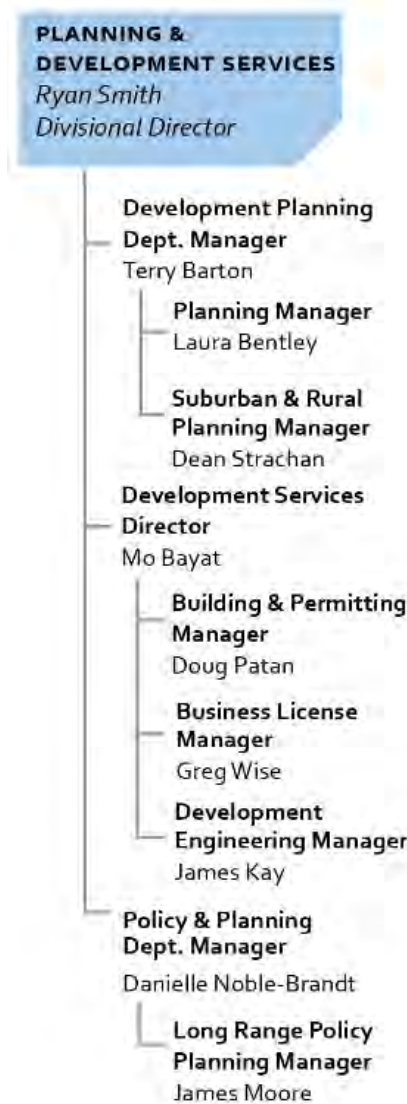 PLANNING &
DEVELOPMENT SERVICES
Ryan Smith
Divisional Director
Development Planning
Dept. Manager
Terry Barton
Planning Manager
Laura Bentley
Suburban & Rural
Planning Manager
Dean Strachan
Development Services
Director
Mo Bayat
Building & Permitting
Manager
Doug Patan
Business License
Manager
Greg Wise
Development
Engineering Manager
James Kay
Policy & Planning
Dept. Manager
Danielle Noble-Brandt
Long Range Policy
Planning Manager
James Moore